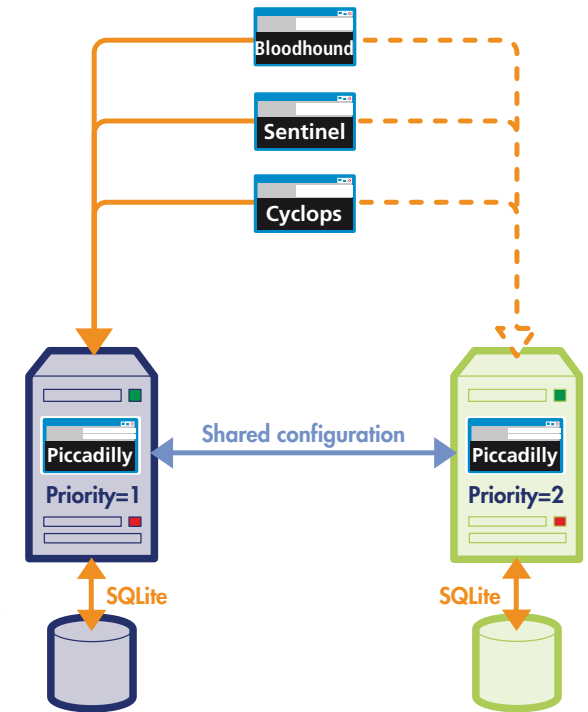 Bloodhound
Sentinel
Cyclops
Shared configuration
Piccadilly
Priority=1
Piccadilly
Priority=2
SQLite
SQLite